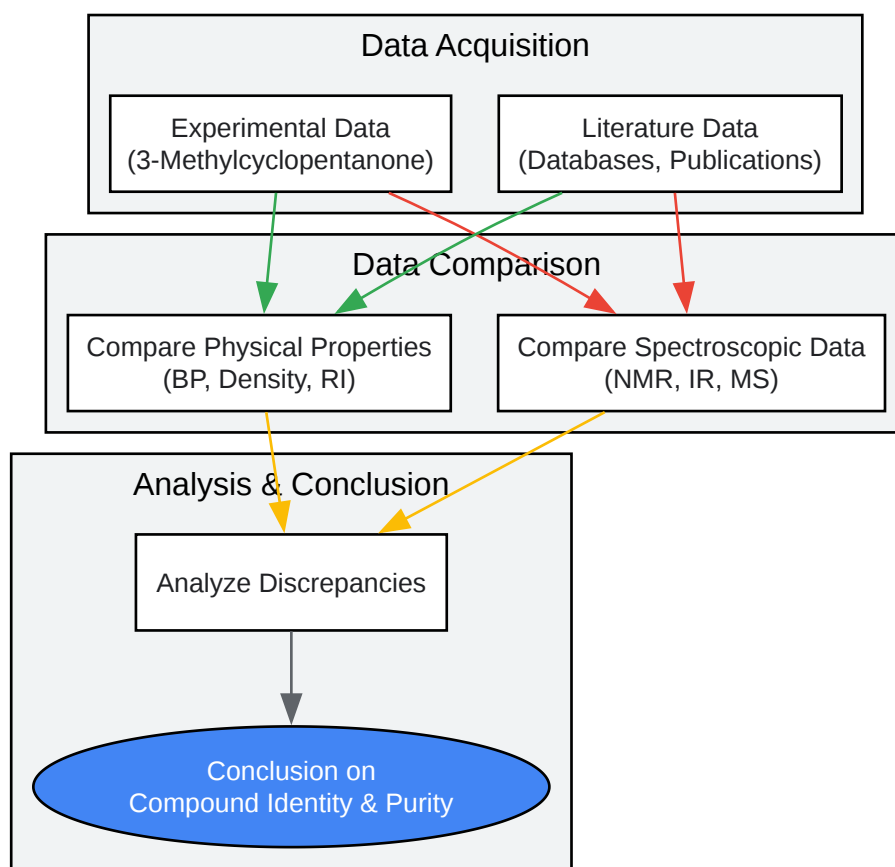 Data Acquisition
Experimental Data
(3-Methylcyclopentanone)
Literature Data
(Databases, Publications)
Data Comparison
Compare Physical Properties
(BP, Density, RI)
Compare Spectroscopic Data
(NMR, IR, MS)
Analysis & Conclusion
Analyze Discrepancies
Conclusion on
Compound Identity & Purity